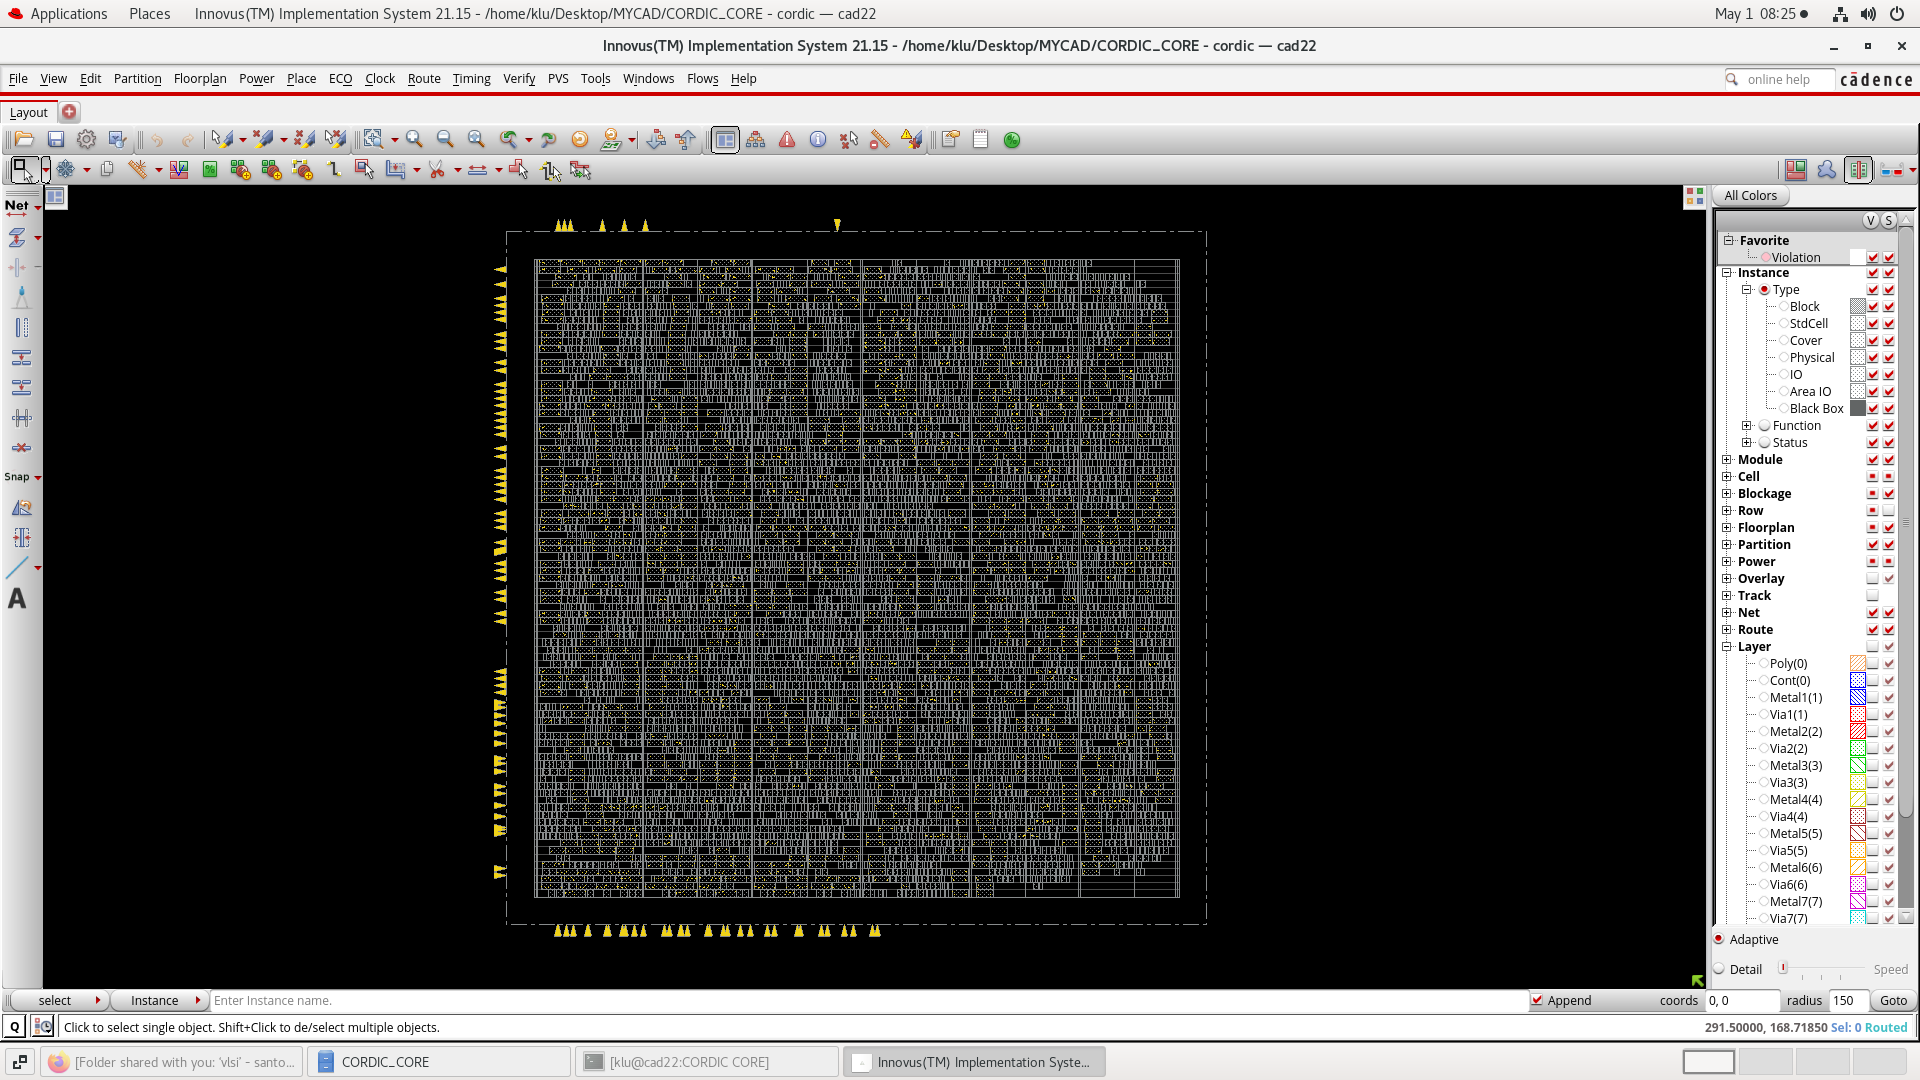 Applications Places Innovus(TM) Implementation System 21.15 - /home/klu/Desktop/MYCAD/CORDIC_CORE - cordic — cad22 May 1 08:25
Innovus(TM) Implementation System 21.15 - /home/klu/Desktop/MYCAD/CORDIC_CORE - cordic — cad22
File View Edit Partition Floorplan Power Place ECO Clock Route Timing Verify PVS Tools Windows Flows Help online help cādence
Layout
Net
Snap
A
All Colors
V S
Favorite
Violation
Instance
Type
Block
StdCell
Cover
Physical
IO
Area IO
Black Box
Function
Status
Module
Cell
Blockage
Row
Floorplan
Partition
Power
Overlay
Track
Net
Route
Layer
Poly(0)
Cont(0)
Metal1(1)
Via1(1)
Metal2(2)
Via2(2)
Metal3(3)
Via3(3)
Metal4(4)
Via4(4)
Metal5(5)
Via5(5)
Metal6(6)
Via6(6)
Metal7(7)
Via7(7)
Adaptive
Detail Speed
select Instance Enter Instance name. Append coords 0, 0 radius 150 Goto
Q Click to select single object. Shift+Click to de/select multiple objects. 291.50000, 168.71850 Sel: 0 Routed
[Folder shared with you: 'vlsi' - santo... CORDIC_CORE [klu@cad22:CORDIC CORE] Innovus(TM) Implementation Syste...